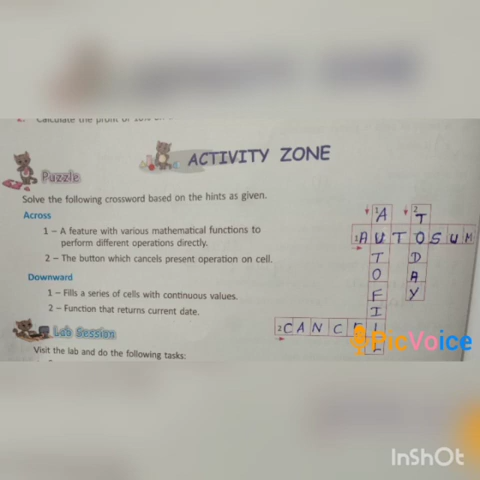 ACTIVITY ZONE
Puzzle
Solve the following crossword based on the hints as given.
Across
1 – A feature with various mathematical functions to
perform different operations directly.
2 – The button which cancels present operation on cell.
Downward
1 – Fills a series of cells with continuous values.
2 – Function that returns current date.
1 2
A T
1 A U T O S U M
T D
O A
F Y
I
2 C A N C E L
L
Lab Session
Visit the lab and do the following tasks:
PicVoice
InShOt